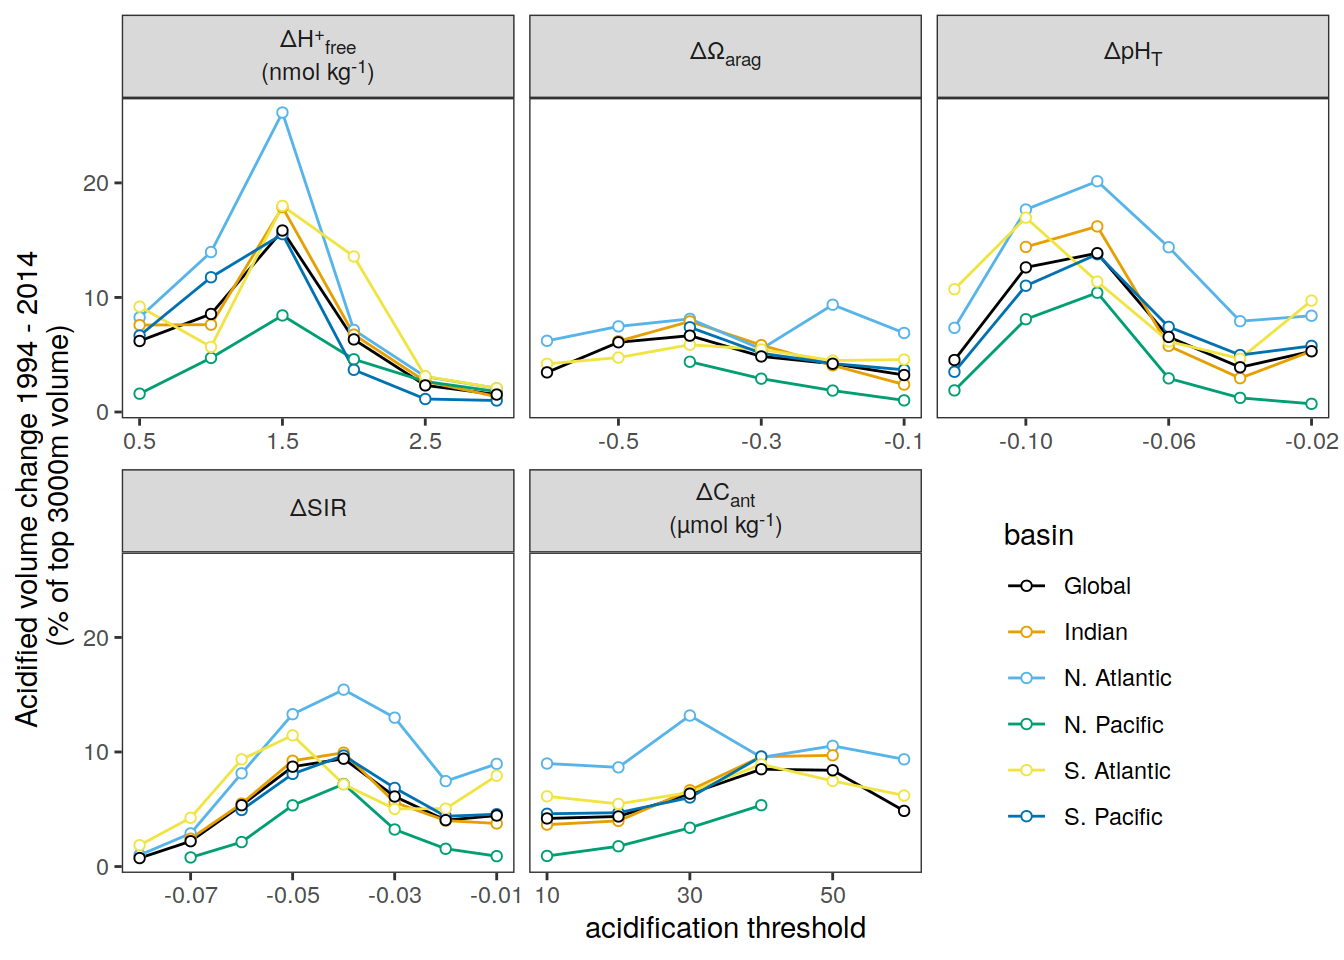 ΔH⁺free
(nmol kg⁻¹)
ΔΩarag
ΔpHT
20
10
0
0.5 1.5 2.5
-0.5 -0.3 -0.1
-0.10 -0.06 -0.02
Acidified volume change 1994 - 2014
(% of top 3000m volume)
ΔSIR
ΔCant
(μmol kg⁻¹)
20
10
0
-0.07 -0.05 -0.03 -0.01
10 30 50
acidification threshold
basin
Global
Indian
N. Atlantic
N. Pacific
S. Atlantic
S. Pacific